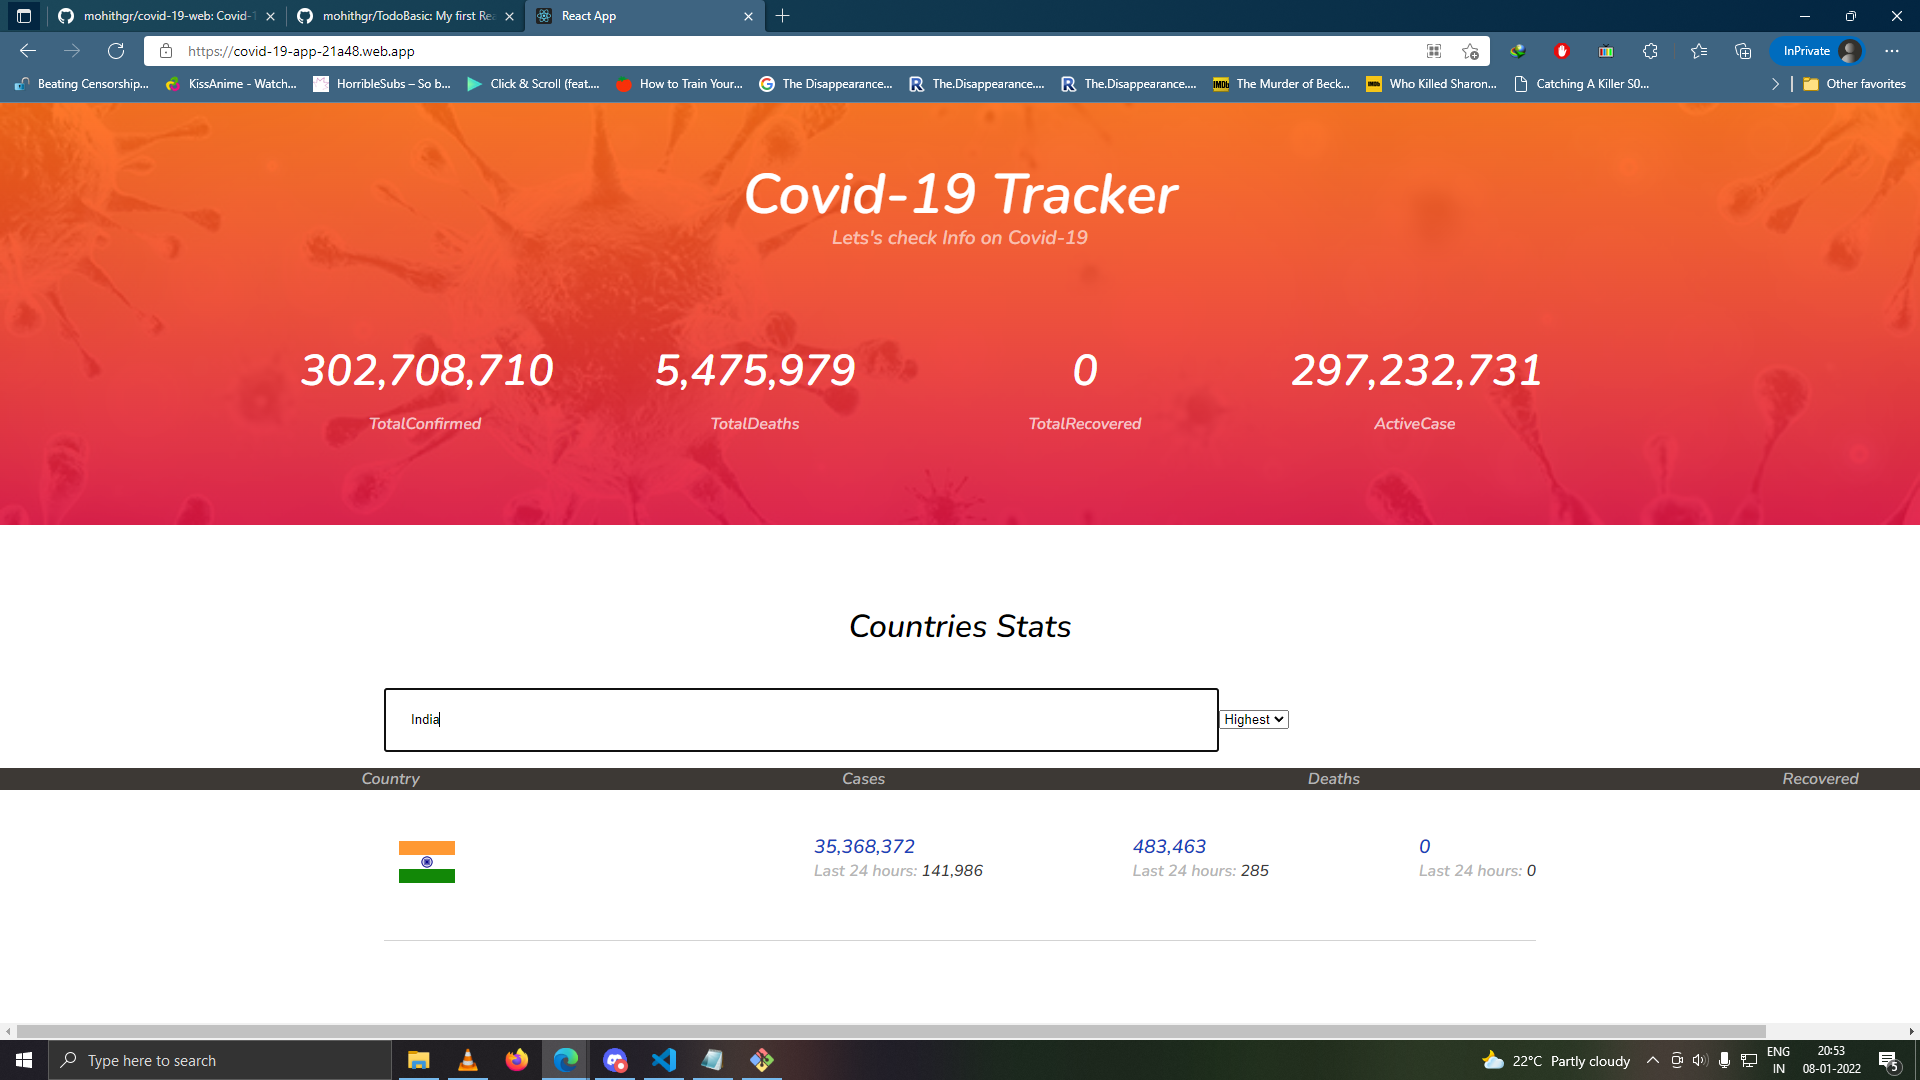 mohithgr/covid-19-web: Covid-1
mohithgr/TodoBasic: My first Rea
React App
https://covid-19-app-21a48.web.app
InPrivate
Beating Censorship...
KissAnime - Watch...
HorribleSubs – So b...
Click & Scroll (feat....
How to Train Your...
The Disappearance...
The.Disappearance....
The.Disappearance....
IMDb
The Murder of Beck...
IMDb
Who Killed Sharon...
Catching A Killer S0...
Other favorites
Covid-19 Tracker
Lets's check Info on Covid-19
302,708,710
5,475,979
0
297,232,731
TotalConfirmed
TotalDeaths
TotalRecovered
ActiveCase
Countries Stats
India
Highest
Country
Cases
Deaths
Recovered
35,368,372
483,463
0
Last 24 hours: 141,986
Last 24 hours: 285
Last 24 hours: 0
Type here to search
22°C Partly cloudy
ENG
IN
20:53
08-01-2022
5